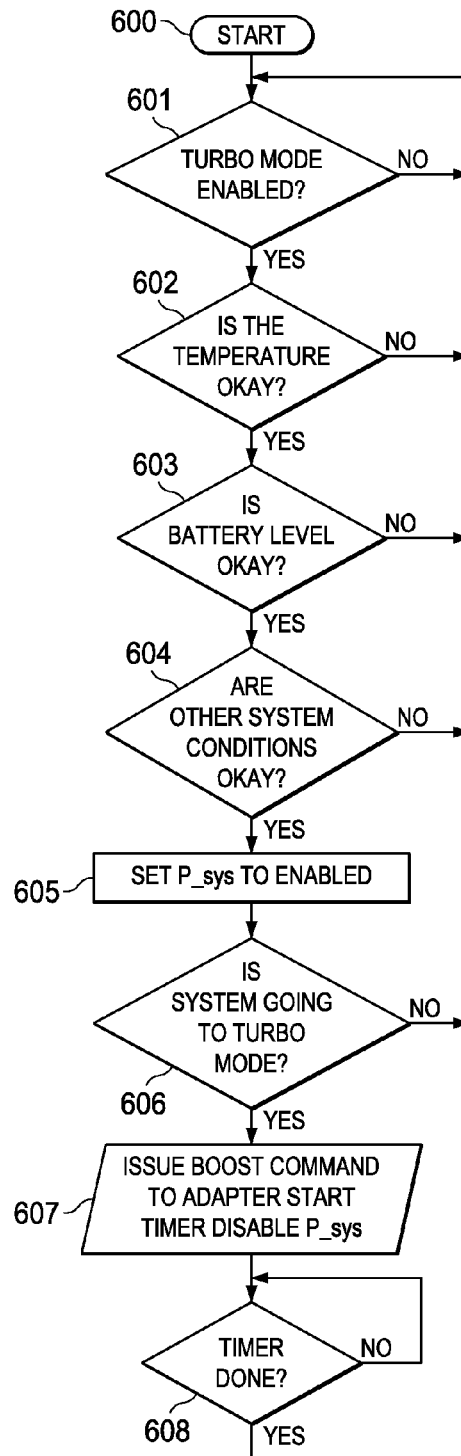 600
START
601
TURBO MODE
ENABLED?
NO
YES
602
IS THE
TEMPERATURE
OKAY?
NO
YES
603
IS
BATTERY LEVEL
OKAY?
NO
YES
604
ARE
OTHER SYSTEM
CONDITIONS
OKAY?
NO
YES
605
SET P_sys TO ENABLED
IS
SYSTEM GOING
TO TURBO
MODE?
NO
606
YES
607
ISSUE BOOST COMMAND
TO ADAPTER START
TIMER DISABLE P_sys
TIMER
DONE?
NO
608
YES